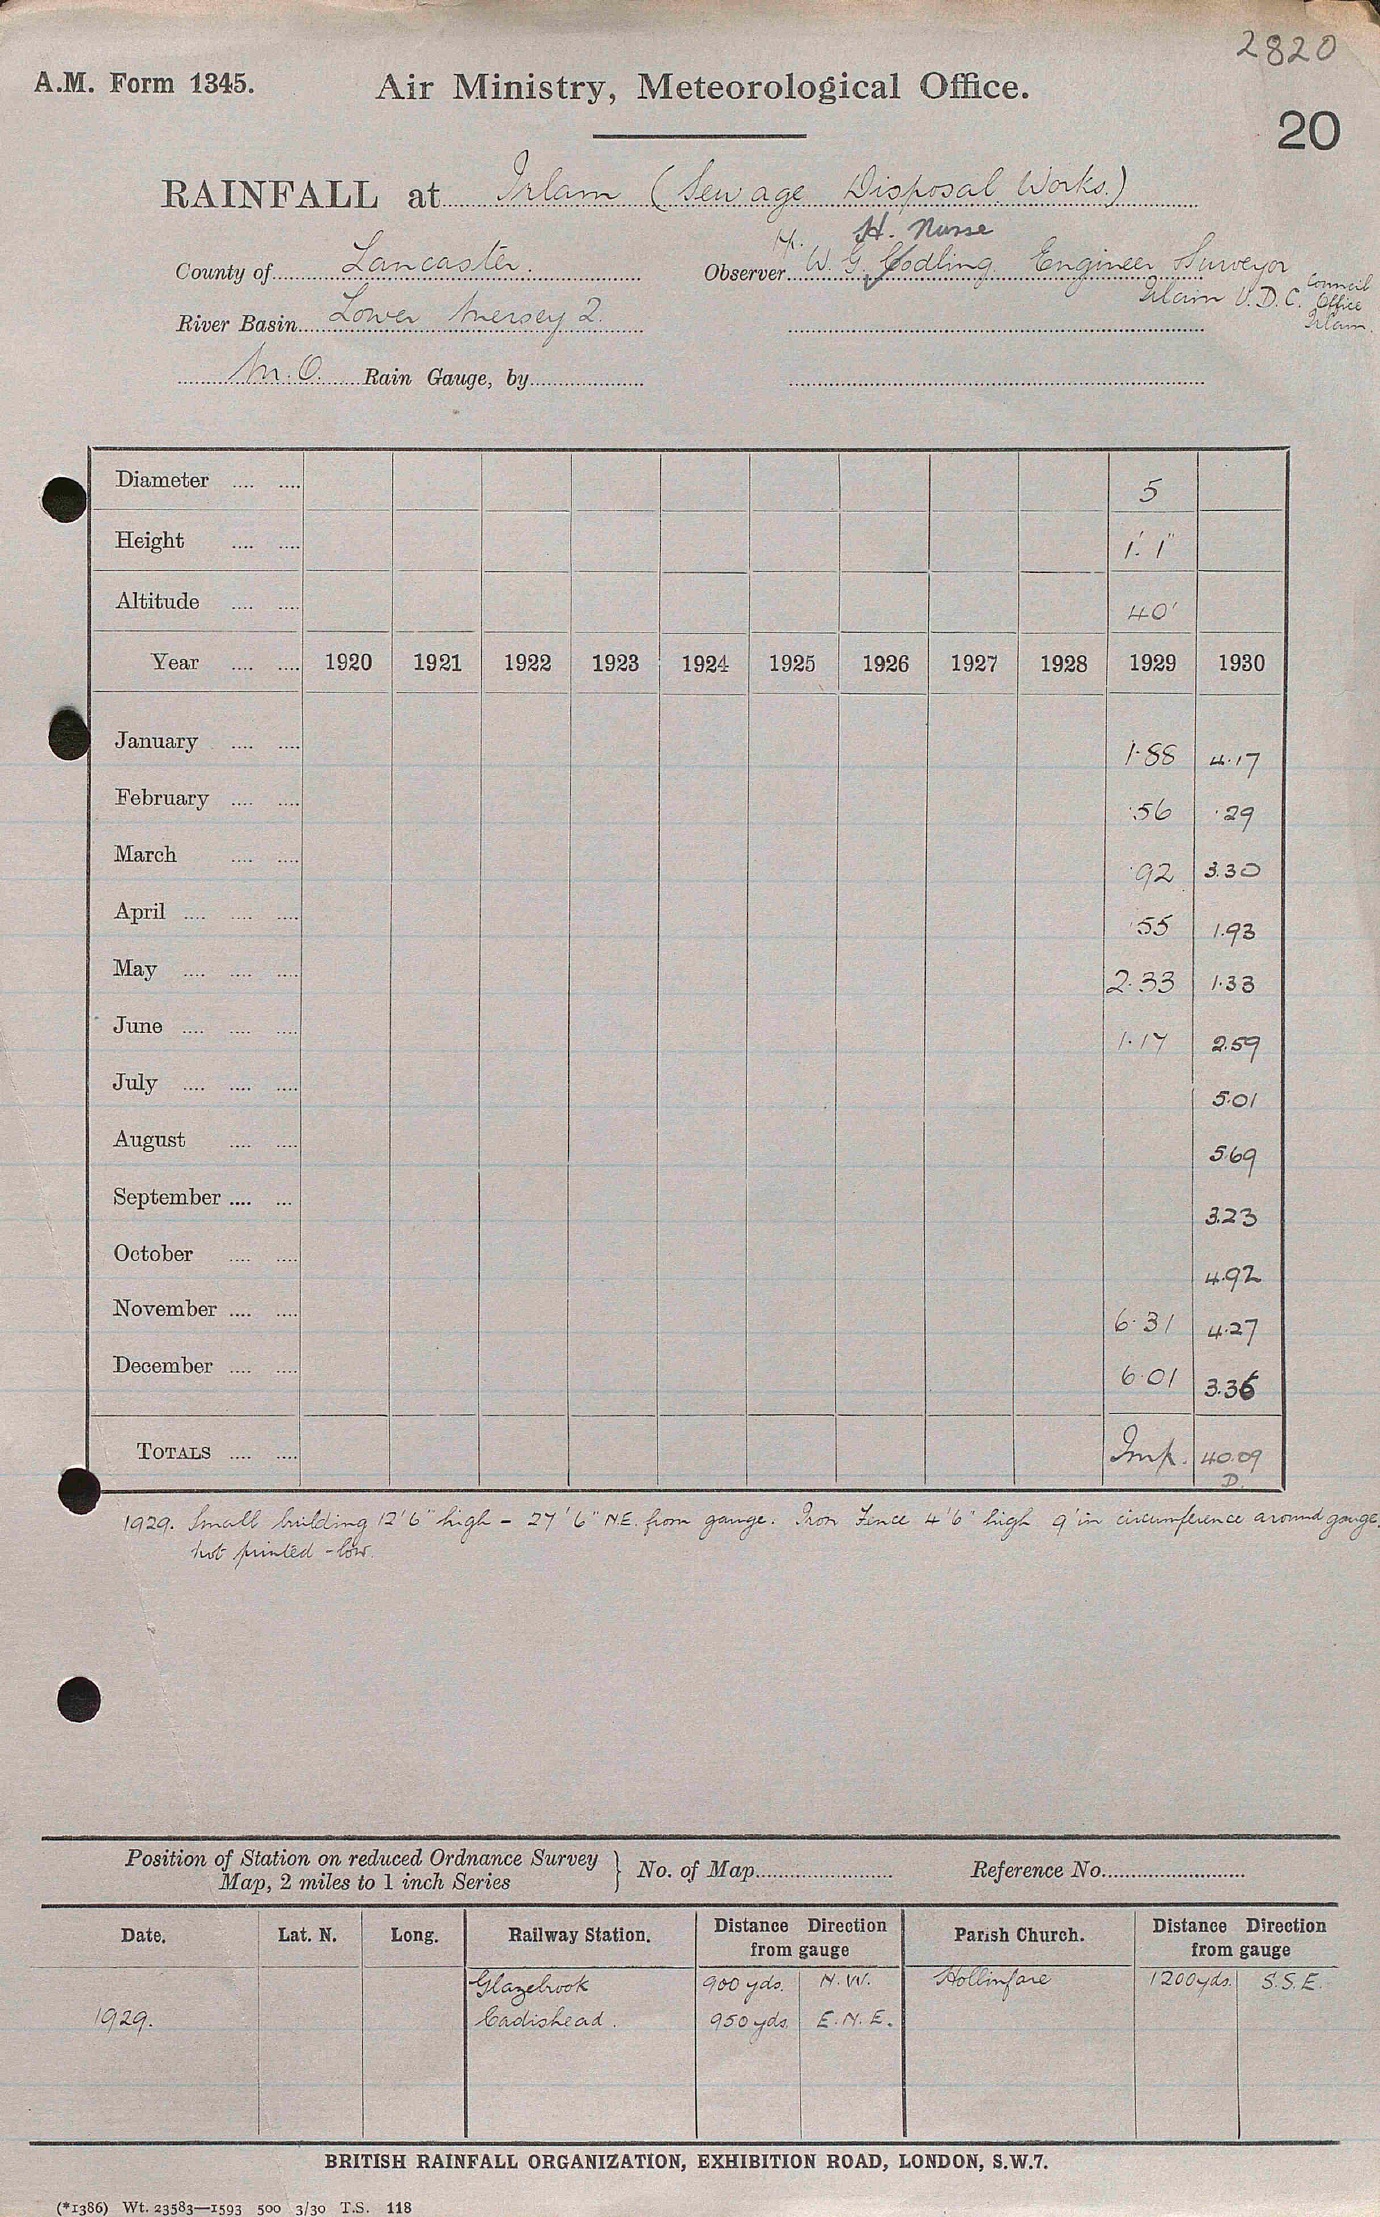 2820
A.M. Form 1345. Air Ministry, Meteorological Office.
20
RAINFALL at Irlam (Sewage Disposal Works.)
H. Nurse
County of Lancaster. Observer W. G. Codling Engineer Surveyor
Irlam U.D.C. Council Office Irlam.
River Basin Lower Mersey 2.
M.O. Rain Gauge, by
Diameter .... .... 5
Height .... .... 1'. 1"
Altitude .... .... 40'
Year .... .... 1920 1921 1922 1923 1924 1925 1926 1927 1928 1929 1930
January .... .... 1.88 4.17
February .... .... .56 .29
March .... .... .92 3.30
April .... .... .... .55 1.93
May .... .... .... 2.33 1.33
June .... .... .... 1.17 2.59
July .... .... .... 5.01
August .... .... 5.69
September .... ... 3.23
October .... .... 4.92
November .... .... 6.31 4.27
December .... .... 6.01 3.36
TOTALS .... .... Imp. 40.09
D.
1929. Small building 12'6" high – 27'6" NE. from gauge. Iron Fence 4'6" high 9' in circumference around gauge.
not printed - low.
Position of Station on reduced Ordnance Survey Map, 2 miles to 1 inch Series } No. of Map Reference No.
Date. Lat. N. Long. Railway Station. Distance Direction from gauge Parish Church. Distance Direction from gauge
Glazebrook 900 yds. N.W. Hollinfare 1200 yds. S.S.E.
1929. Cadishead. 950 yds. E.N.E.
BRITISH RAINFALL ORGANIZATION, EXHIBITION ROAD, LONDON, S.W.7.
(*1386) Wt. 23583—1593 500 3/30 T.S. 118